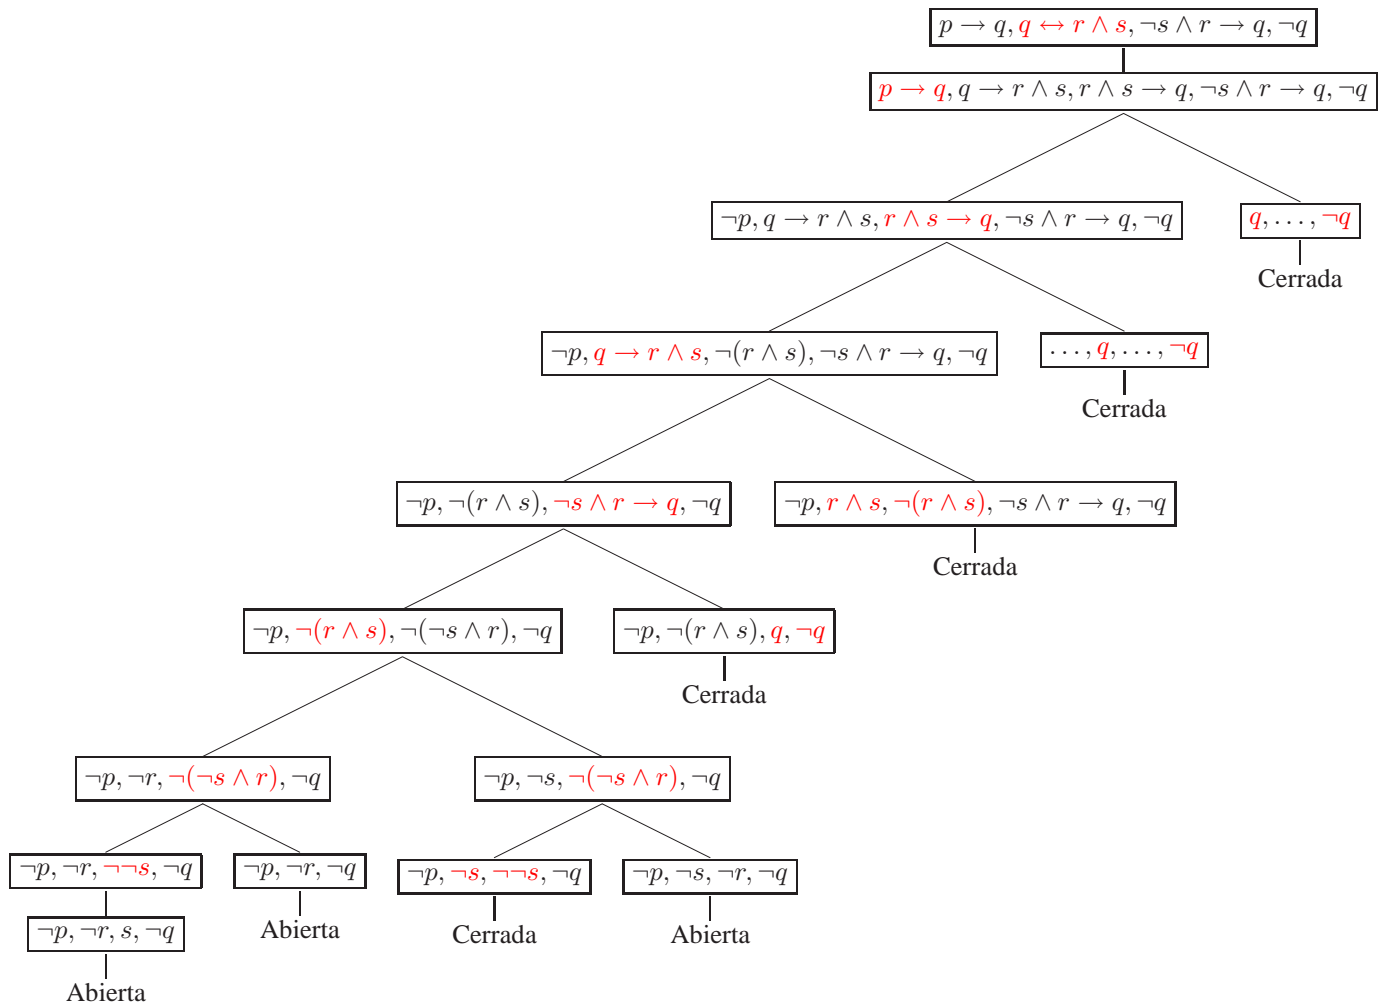 p → q, q ↔ r ∧ s, ¬s ∧ r → q, ¬q
p → q, q → r ∧ s, r ∧ s → q, ¬s ∧ r → q, ¬q
¬p, q → r ∧ s, r ∧ s → q, ¬s ∧ r → q, ¬q
q, . . . , ¬q
Cerrada
¬p, q → r ∧ s, ¬(r ∧ s), ¬s ∧ r → q, ¬q
. . . , q, . . . , ¬q
Cerrada
¬p, ¬(r ∧ s), ¬s ∧ r → q, ¬q
¬p, r ∧ s, ¬(r ∧ s), ¬s ∧ r → q, ¬q
Cerrada
¬p, ¬(r ∧ s), ¬(¬s ∧ r), ¬q
¬p, ¬(r ∧ s), q, ¬q
Cerrada
¬p, ¬r, ¬(¬s ∧ r), ¬q
¬p, ¬s, ¬(¬s ∧ r), ¬q
¬p, ¬r, ¬¬s, ¬q
¬p, ¬r, ¬q
¬p, ¬s, ¬¬s, ¬q
¬p, ¬s, ¬r, ¬q
¬p, ¬r, s, ¬q
Abierta
Cerrada
Abierta
Abierta